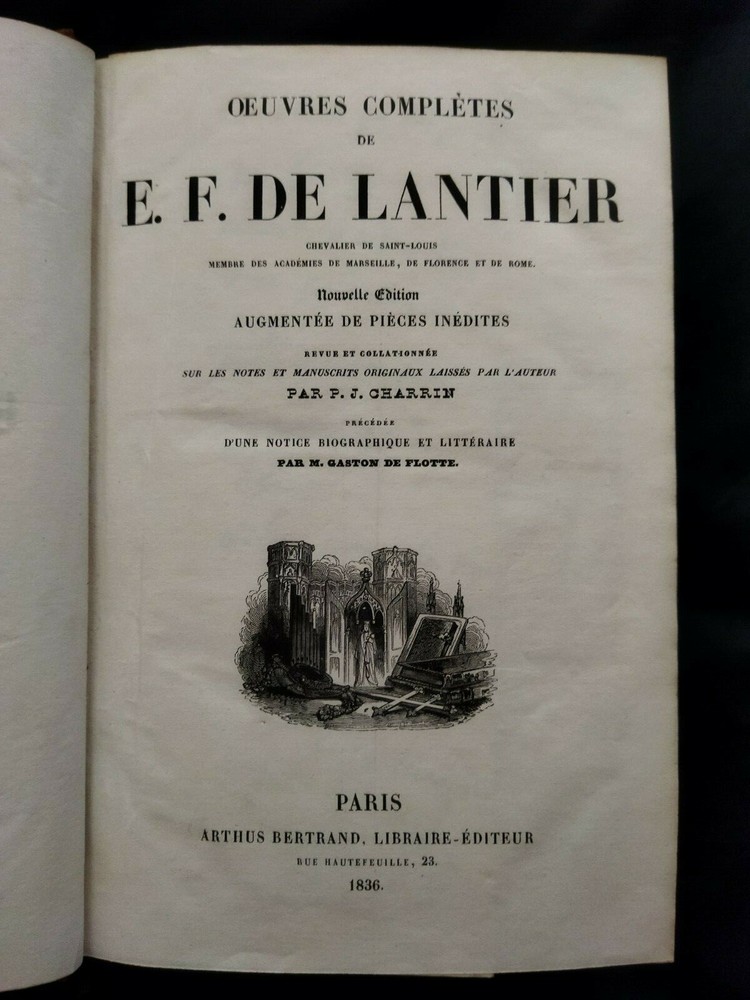 OEUVRES COMPLÈTES
DE
E. F. DE LANTIER
CHEVALIER DE SAINT-LOUIS
MEMBRE DES ACADÉMIES DE MARSEILLE, DE FLORENCE ET DE ROME.
Nouvelle Edition
AUGMENTÉE DE PIÈCES INÉDITES
REVUE ET COLLATIONNÉE
SUR LES NOTES ET MANUSCRITS ORIGINAUX LAISSÉS PAR L'AUTEUR
PAR P. J. CHARRIN
PRÉCÉDÉE
D'UNE NOTICE BIOGRAPHIQUE ET LITTÉRAIRE
PAR M. GASTON DE FLOTTE.
PARIS
ARTHUS BERTRAND, LIBRAIRE-ÉDITEUR
RUE HAUTEFEUILLE, 23.
1836.